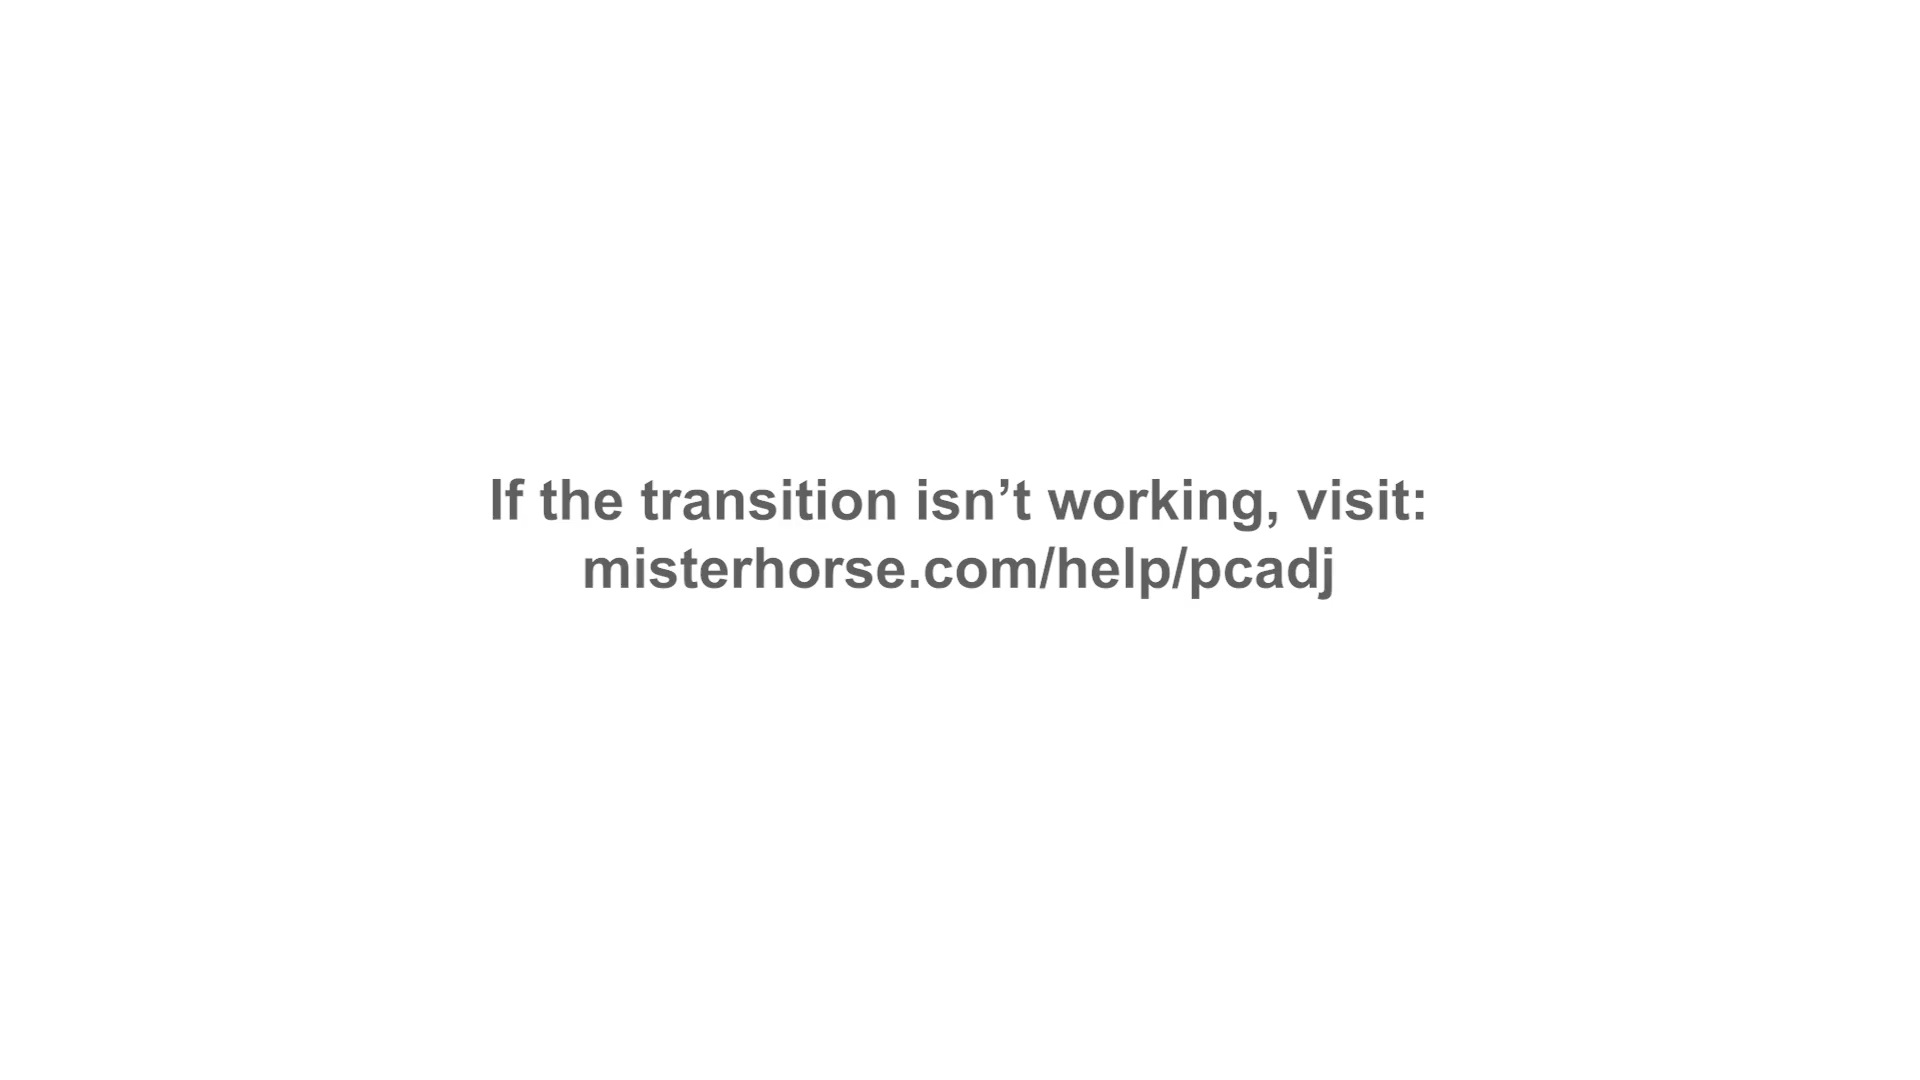 If the transition isn’t working, visit:
misterhorse.com/help/pcadj